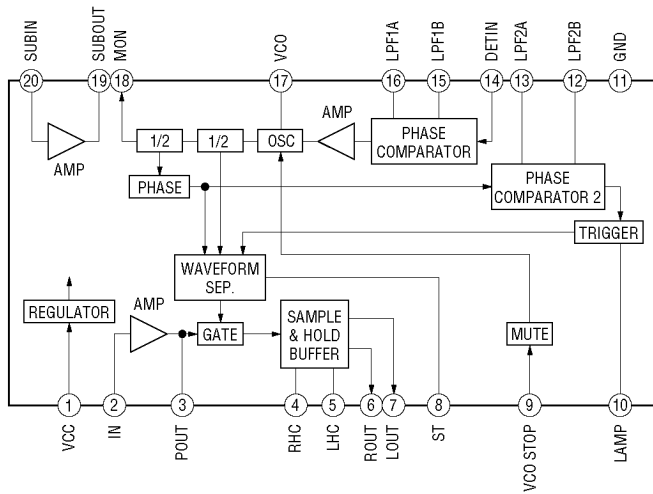 SUBIN
SUBOUT
MON
VCO
LPF1A
LPF1B
DETIN
LPF2A
LPF2B
GND
20
19
18
17
16
15
14
13
12
11
AMP
1/2
1/2
OSC
AMP
PHASE
COMPARATOR
PHASE
PHASE
COMPARATOR 2
TRIGGER
WAVEFORM
SEP.
REGULATOR
AMP
GATE
SAMPLE
& HOLD
BUFFER
MUTE
1
2
3
4
5
6
7
8
9
10
VCC
IN
POUT
RHC
LHC
ROUT
LOUT
ST
VCO STOP
LAMP